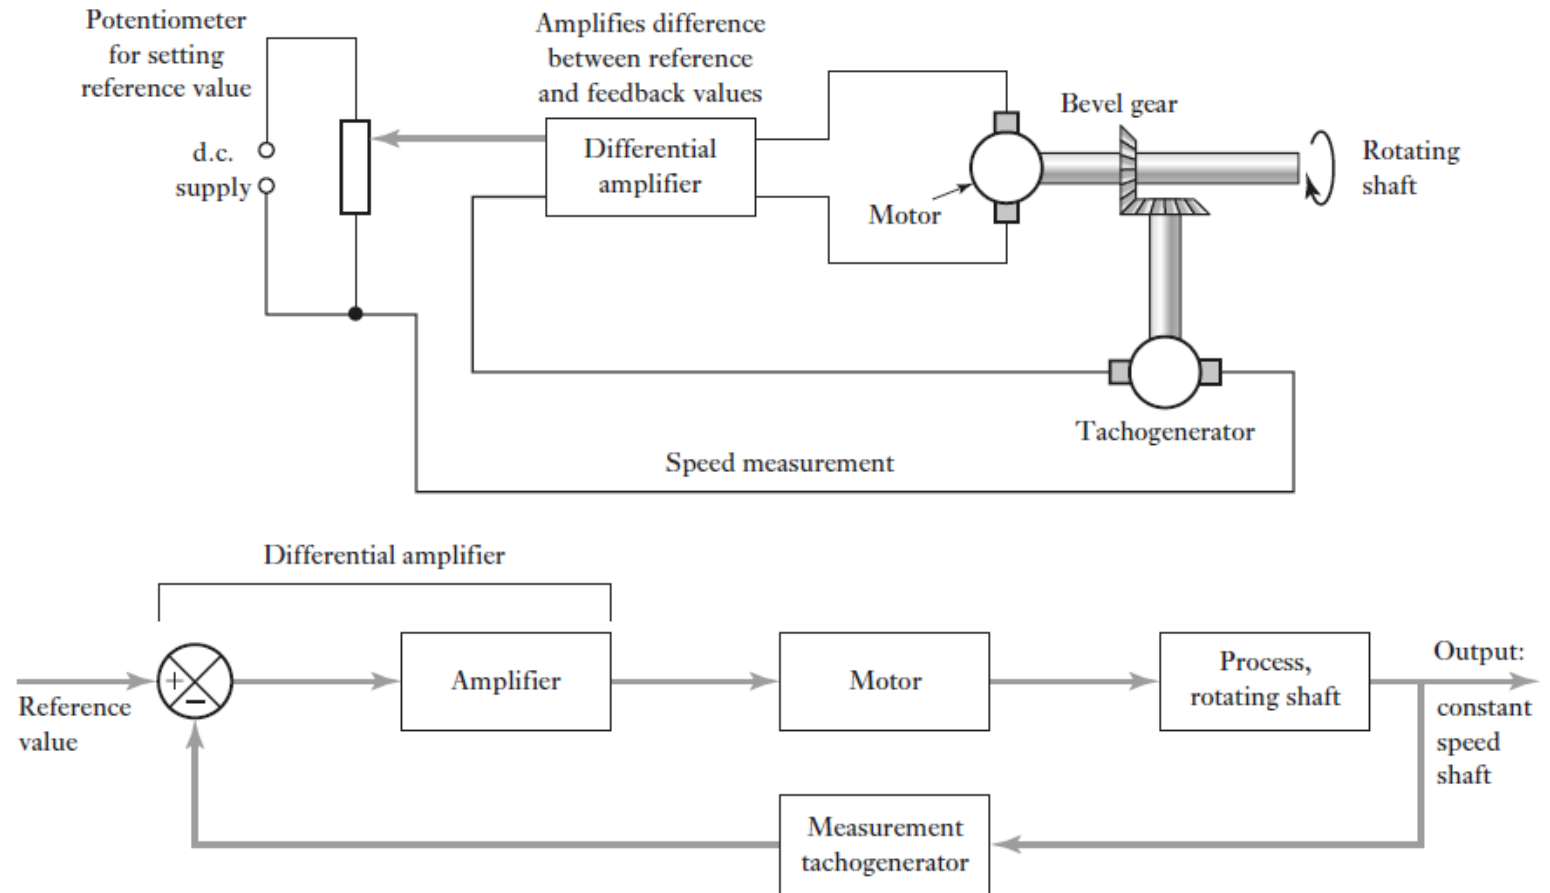 Potentiometer
for setting
reference value
d.c.
supply
Amplifies difference
between reference
and feedback values
Differential
amplifier
Motor
Bevel gear
Rotating
shaft
Tachogenerator
Speed measurement
Differential amplifier
+
−
Reference
value
Amplifier
Motor
Process,
rotating shaft
Output:
constant
speed
shaft
Measurement
tachogenerator